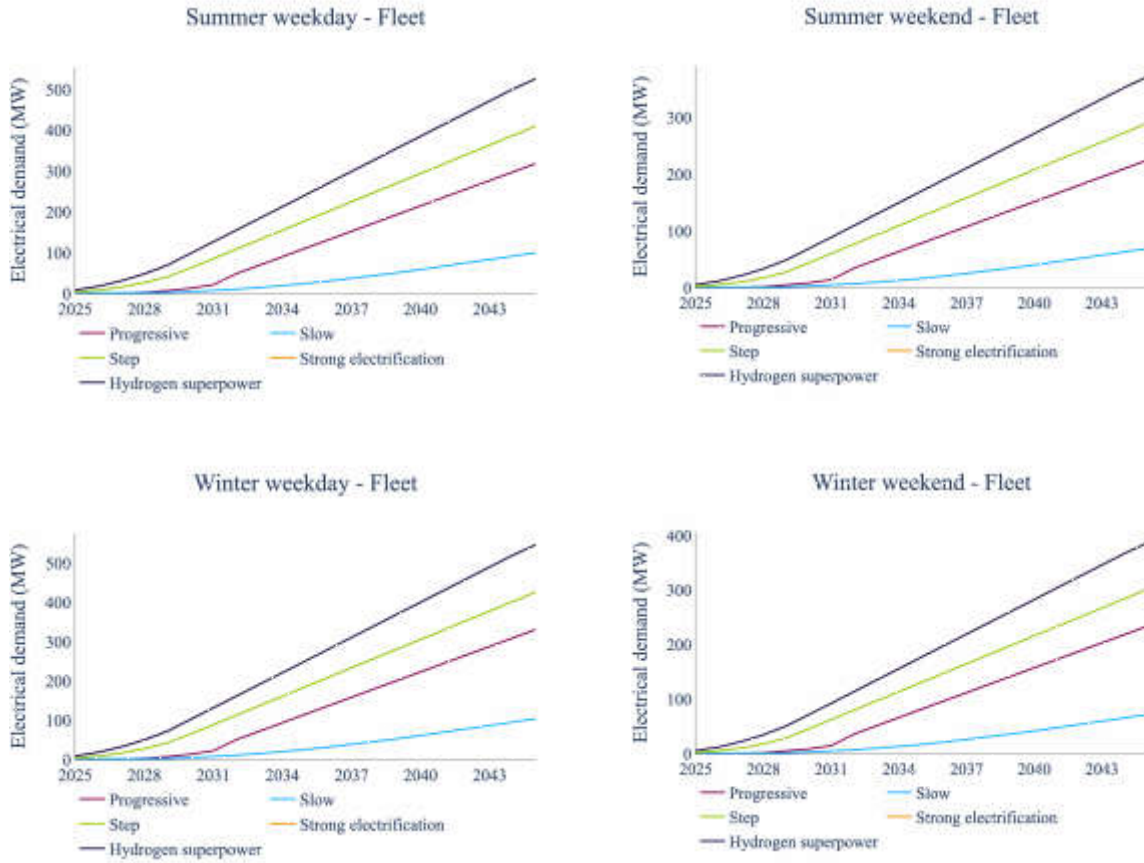 Summer weekday - Fleet
Electrical demand (MW)
500
400
300
200
100
0
2025 2028 2031 2034 2037 2040 2043
Progressive Slow
Step Strong electrification
Hydrogen superpower
Summer weekend - Fleet
Electrical demand (MW)
300
200
100
0
2025 2028 2031 2034 2037 2040 2043
Progressive Slow
Step Strong electrification
Hydrogen superpower
Winter weekday - Fleet
Electrical demand (MW)
500
400
300
200
100
0
2025 2028 2031 2034 2037 2040 2043
Progressive Slow
Step Strong electrification
Hydrogen superpower
Winter weekend - Fleet
Electrical demand (MW)
400
300
200
100
0
2025 2028 2031 2034 2037 2040 2043
Progressive Slow
Step Strong electrification
Hydrogen superpower